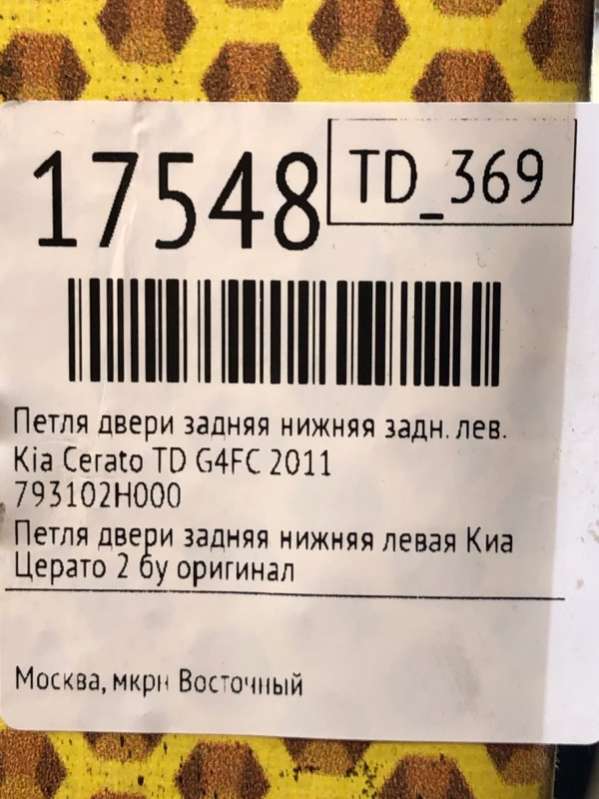 17548
TD_369
Петля двери задняя нижняя задн. лев.
Kia Cerato TD G4FC 2011
793102H000
Петля двери задняя нижняя левая Киа
Церато 2 бу оригинал
Москва, мкрн Восточный